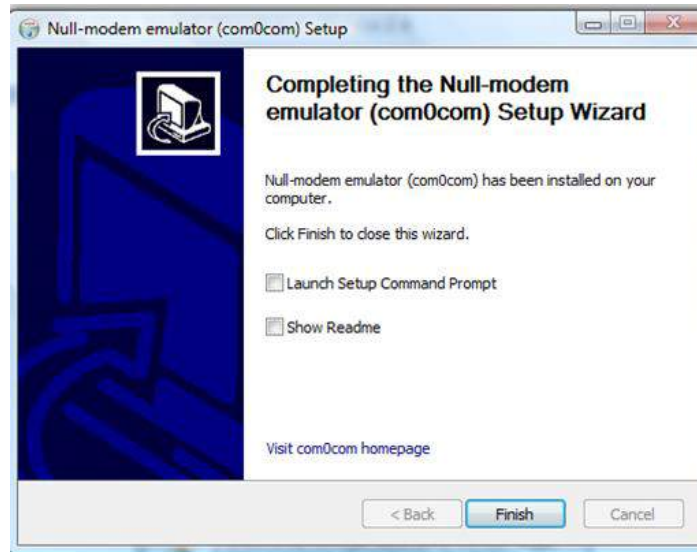 Null-modem emulator (com0com) Setup
Completing the Null-modem
emulator (com0com) Setup Wizard
Null-modem emulator (com0com) has been installed on your
computer.
Click Finish to close this wizard.
Launch Setup Command Prompt
Show Readme
Visit com0com homepage
< Back
Finish
Cancel